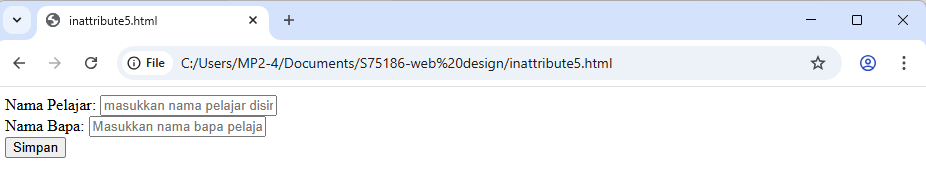 inattribute5.html
File C:/Users/MP2-4/Documents/S75186-web%20design/inattribute5.html
Nama Pelajar: masukkan nama pelajar disir
Nama Bapa: Masukkan nama bapa pelaja
Simpan